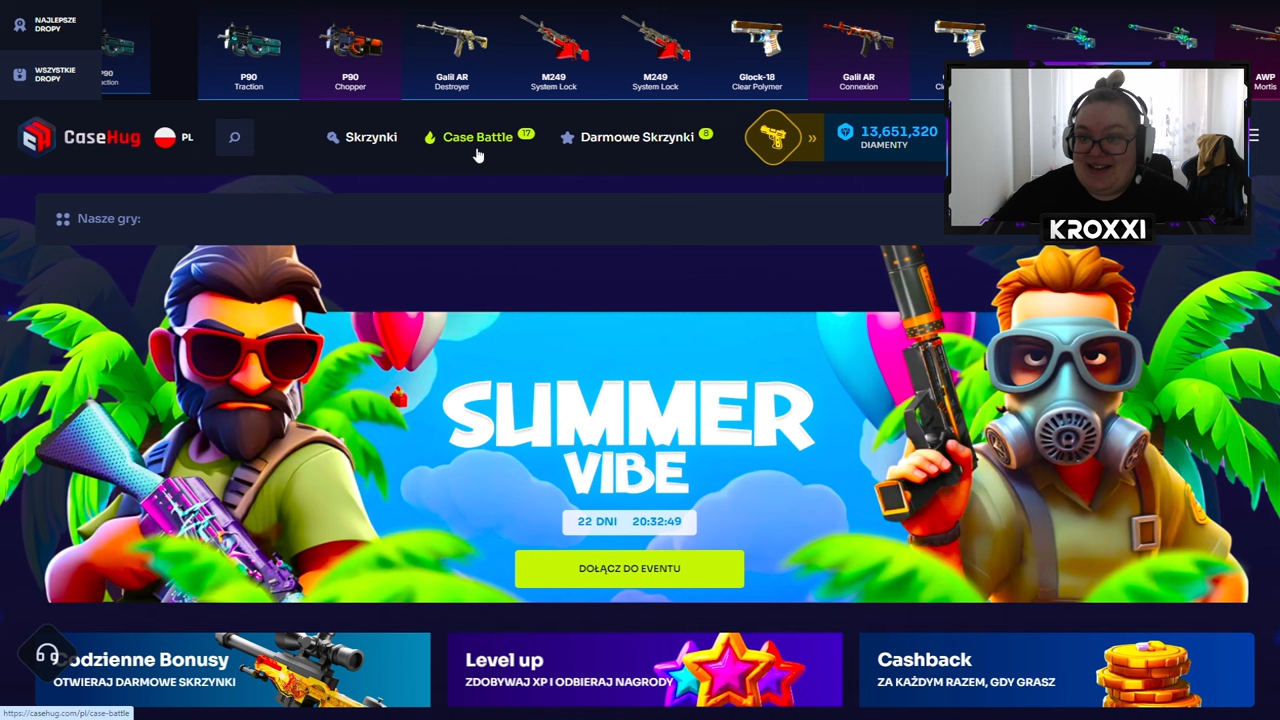 NAJLEPSZE
DROPY
WSZYSTKIE
DROPY
P90
Traction
P90
Chopper
Galil AR
Destroyer
M249
System Lock
M249
System Lock
Glock-18
Clear Polymer
Galil AR
Connexion
AWP
Mortis
CaseHug
PL
Skrzynki
Case Battle
17
Darmowe Skrzynki
8
13,651,320
DIAMENTY
Nasze gry:
KROXXI
SUMMER
VIBE
22 DNI 20:32:49
DOŁĄCZ DO EVENTU
Codzienne Bonusy
OTWIERAJ DARMOWE SKRZYNKI
Level up
ZDOBYWAJ XP I ODBIERAJ NAGRODY
Cashback
ZA KAŻDYM RAZEM, GDY GRASZ
https://casehug.com/pl/case-battle